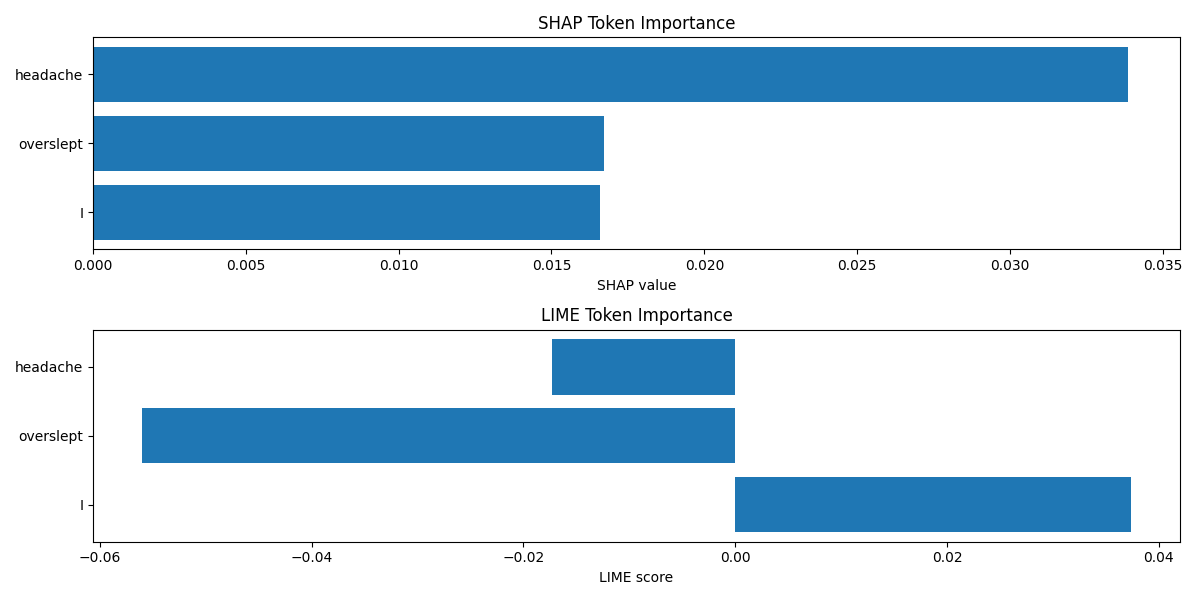 SHAP Token Importance
headache
overslept
I
0.000 0.005 0.010 0.015 0.020 0.025 0.030 0.035
SHAP value
LIME Token Importance
headache
overslept
I
−0.06 −0.04 −0.02 0.00 0.02 0.04
LIME score